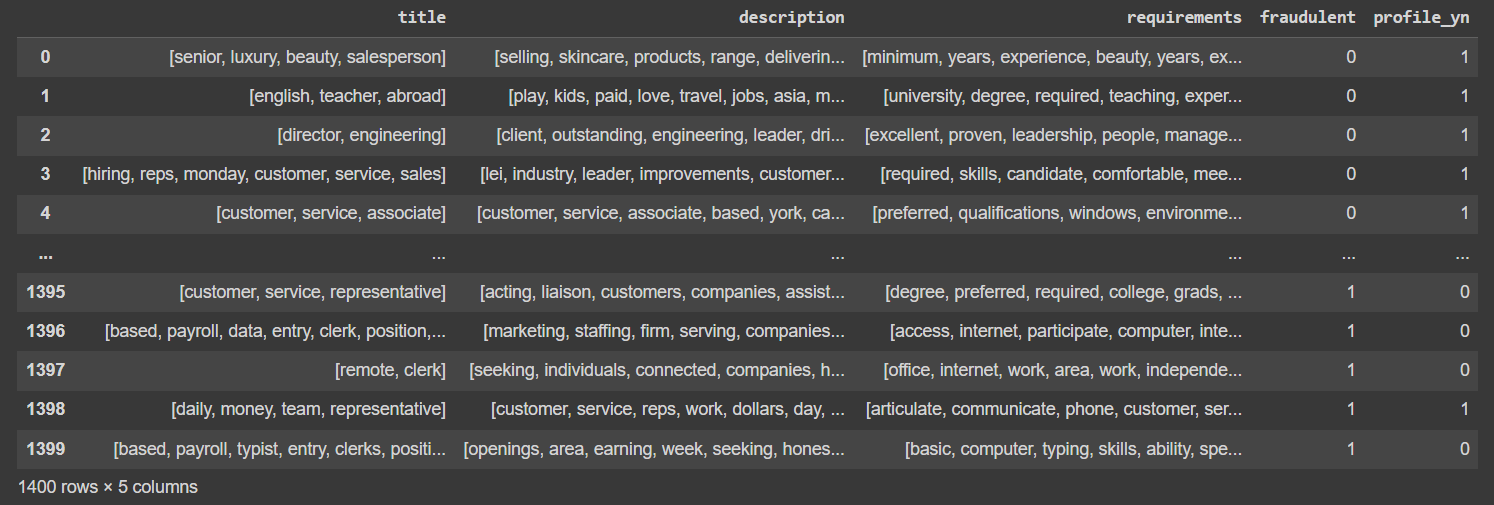 title description requirements fraudulent profile_yn
0 [senior, luxury, beauty, salesperson] [selling, skincare, products, range, deliverin... [minimum, years, experience, beauty, years, ex... 0 1
1 [english, teacher, abroad] [play, kids, paid, love, travel, jobs, asia, m... [university, degree, required, teaching, exper... 0 1
2 [director, engineering] [client, outstanding, engineering, leader, dri... [excellent, proven, leadership, people, manage... 0 1
3 [hiring, reps, monday, customer, service, sales] [lei, industry, leader, improvements, customer... [required, skills, candidate, comfortable, mee... 0 1
4 [customer, service, associate] [customer, service, associate, based, york, ca... [preferred, qualifications, windows, environme... 0 1
... ... ... ... ... ...
1395 [customer, service, representative] [acting, liaison, customers, companies, assist... [degree, preferred, required, college, grads, ... 1 0
1396 [based, payroll, data, entry, clerk, position,... [marketing, staffing, firm, serving, companies... [access, internet, participate, computer, inte... 1 0
1397 [remote, clerk] [seeking, individuals, connected, companies, h... [office, internet, work, area, work, independe... 1 0
1398 [daily, money, team, representative] [customer, service, reps, work, dollars, day, ... [articulate, communicate, phone, customer, ser... 1 1
1399 [based, payroll, typist, entry, clerks, positi... [openings, area, earning, week, seeking, hones... [basic, computer, typing, skills, ability, spe... 1 0
1400 rows × 5 columns